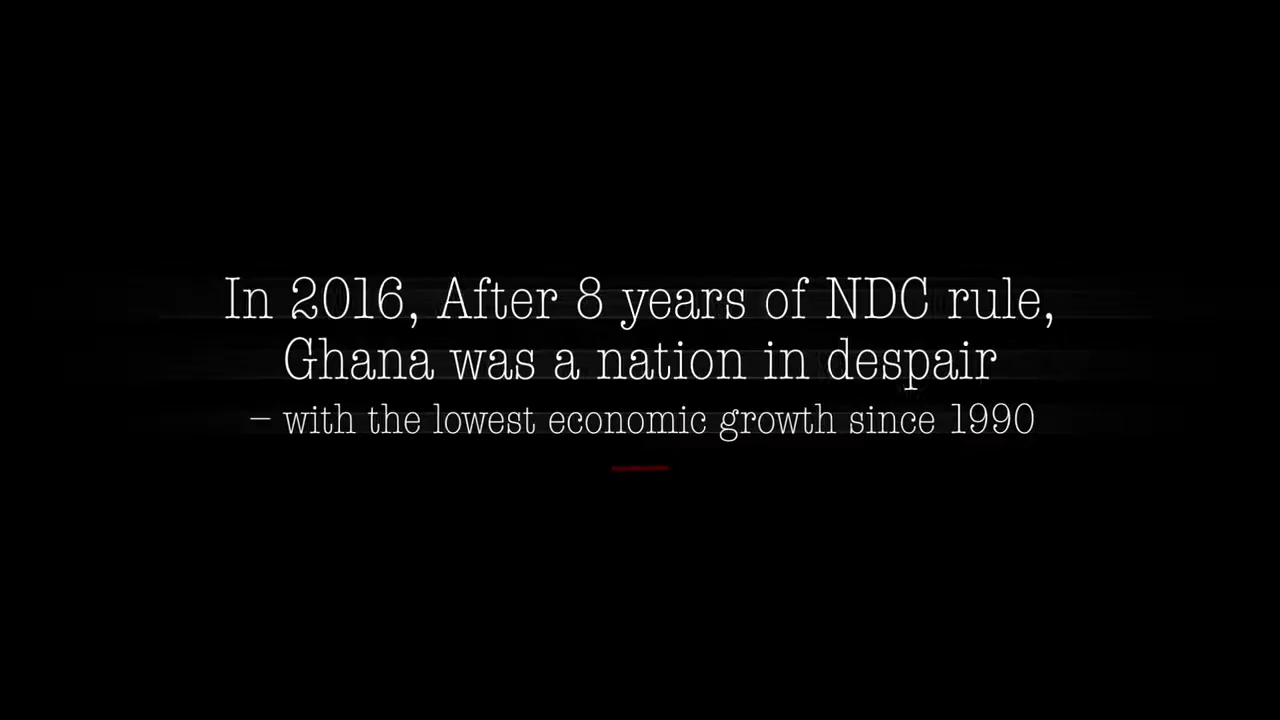 In 2016, After 8 years of NDC rule,
Ghana was a nation in despair
– with the lowest economic growth since 1990